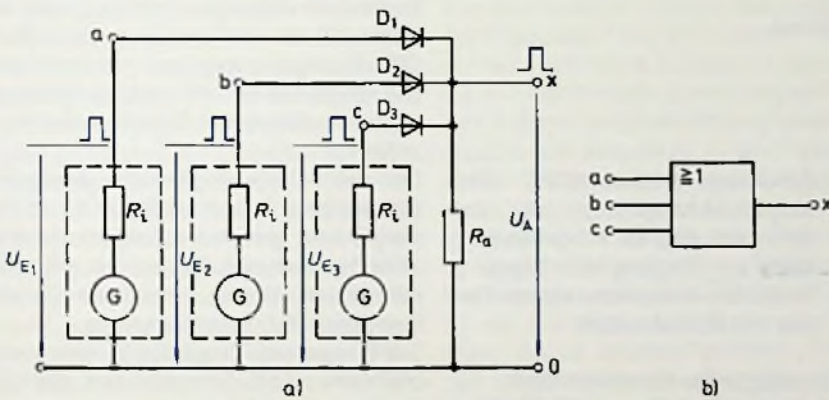 D1
a
D2
b
x
D3
c
≧1
a
b
c
x
Ri
Ri
Ri
Ra
UA
UE1
UE2
UE3
G
G
G
0
a)
b)